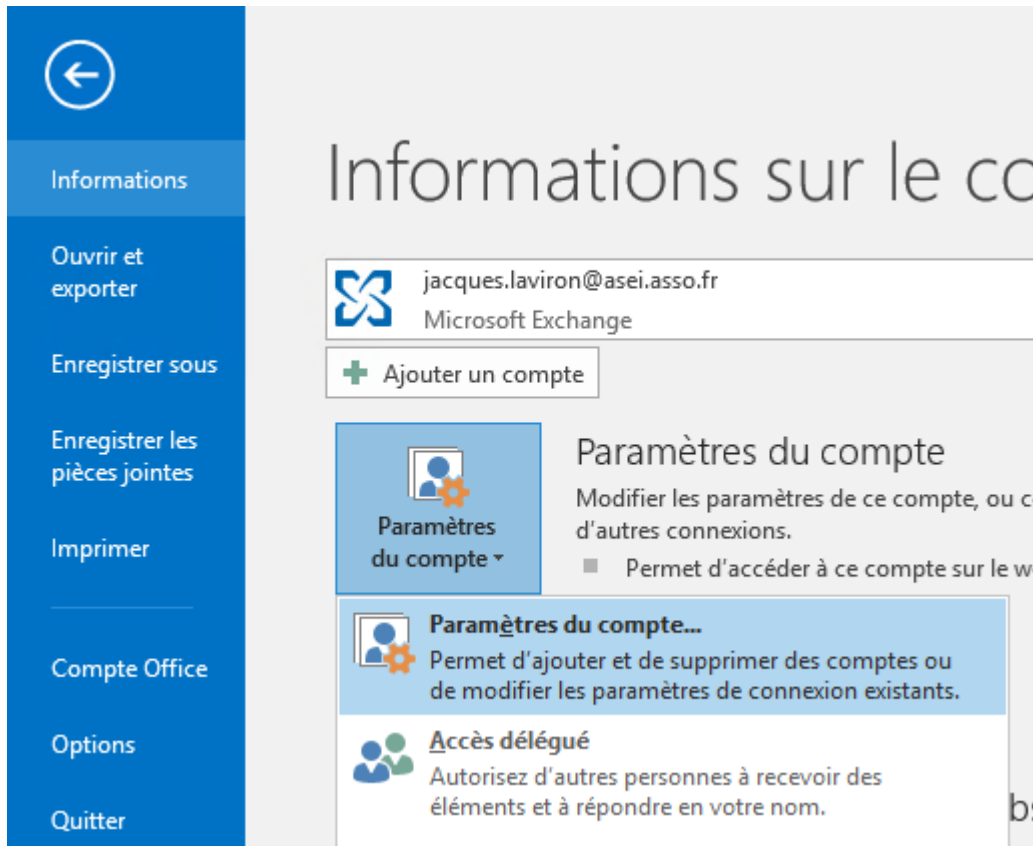 Informations
Ouvrir et
exporter
Enregistrer sous
Enregistrer les
pièces jointes
Imprimer
Compte Office
Options
Quitter
Informations sur le co
jacques.laviron@asei.asso.fr
Microsoft Exchange
Ajouter un compte
Paramètres
du compte
Paramètres du compte
Modifier les paramètres de ce compte, ou c
d'autres connexions.
Permet d'accéder à ce compte sur le w
Paramètres du compte...
Permet d'ajouter et de supprimer des comptes ou
de modifier les paramètres de connexion existants.
Accès délégué
Autorisez d'autres personnes à recevoir des
éléments et à répondre en votre nom.